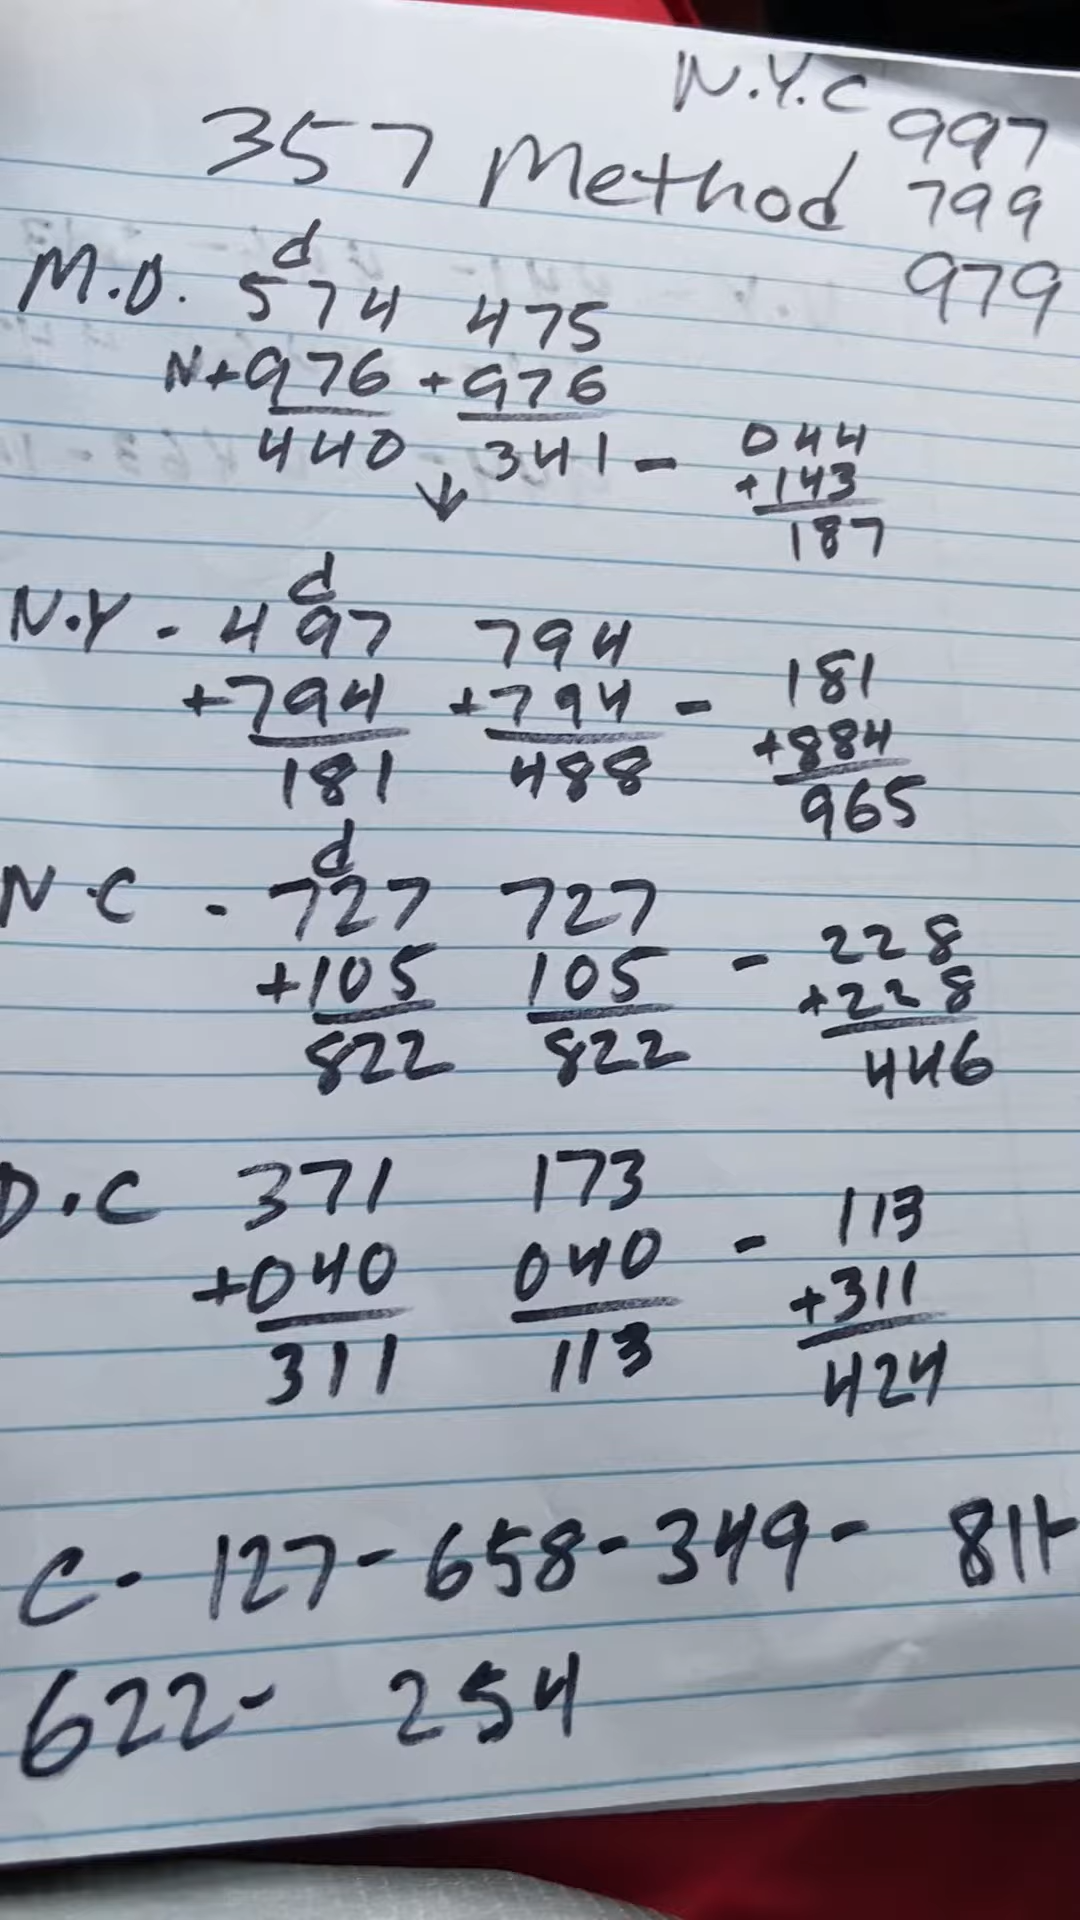 N.Y.C 997
357 Method 799
979
d
M.D. 574 475
N+976 +976
440 341 - 044
+143
187
↓
d
N.Y - 497 794
+794 +794 - 181
181 488 +884
965
d
N.C - 727 727
+105 105 - 228
822 822 +228
446
D.C 371 173
+040 040 - 113
311 113 +311
424
C - 127 - 658 - 349 - 811-
622 - 254